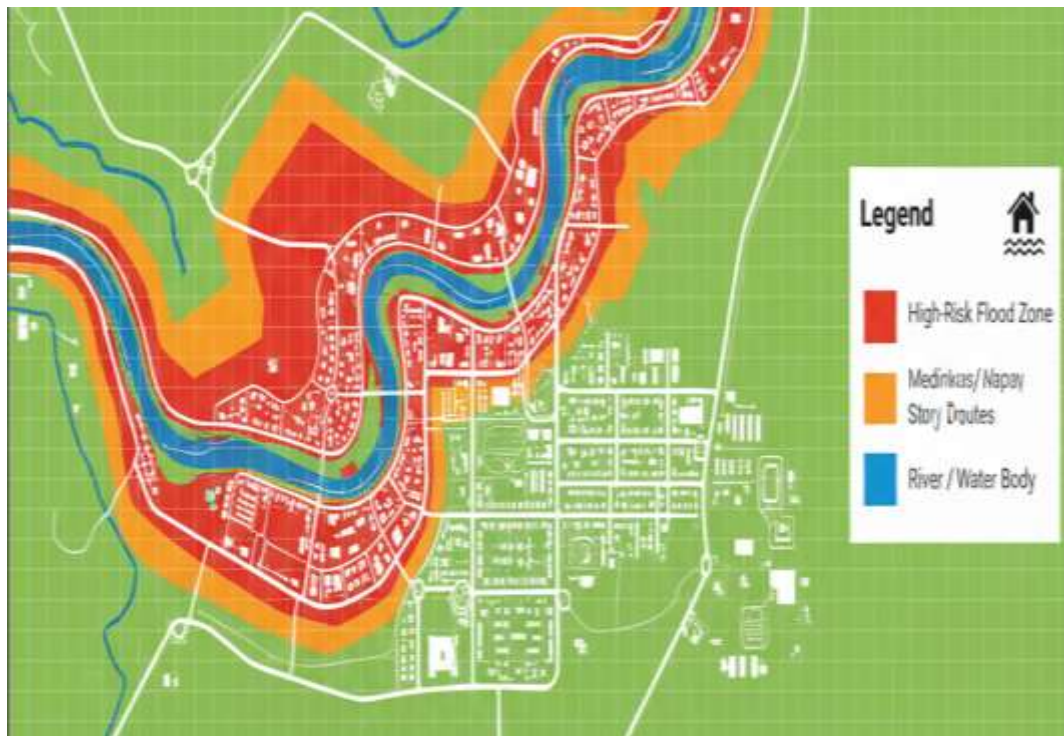 Legend
High-Risk Flood Zone
Medinkas/Napay
Story Droutes
River / Water Body